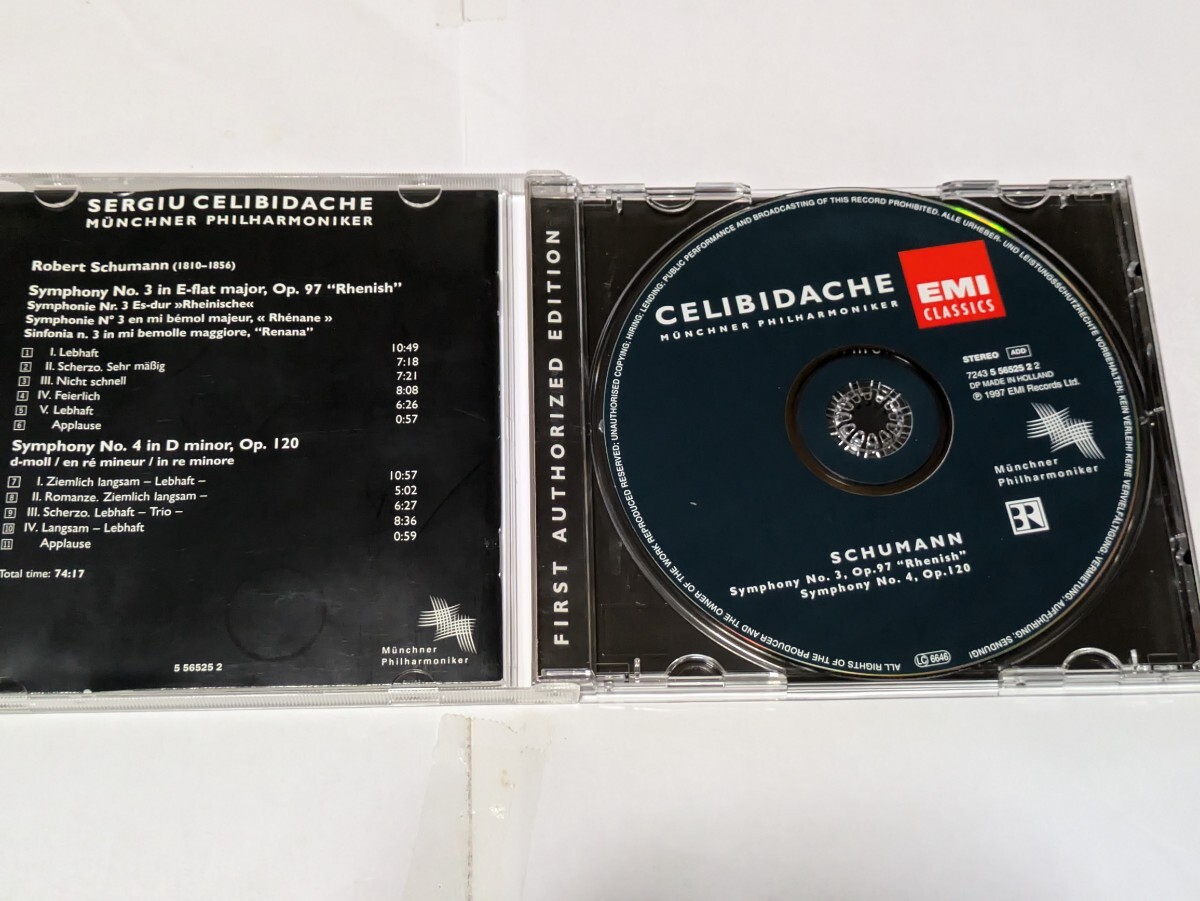 SERGIU CELIBIDACHE
MÜNCHNER PHILHARMONIKER
Robert Schumann (1810–1856)
Symphony No. 3 in E-flat major, Op. 97 “Rhenish”
Symphonie Nr. 3 Es-dur »Rheinische«
Symphonie N° 3 en mi bémol majeur, « Rhénane »
Sinfonia n. 3 in mi bemolle maggiore, “Renana”
1 I. Lebhaft 10:49
2 II. Scherzo. Sehr mäßig 7:18
3 III. Nicht schnell 7:21
4 IV. Feierlich 8:08
5 V. Lebhaft 6:26
6 Applause 0:57
Symphony No. 4 in D minor, Op. 120
d-moll / en ré mineur / in re minore
7 I. Ziemlich langsam – Lebhaft – 10:57
8 II. Romanze. Ziemlich langsam – 5:02
9 III. Scherzo. Lebhaft – Trio – 6:27
10 IV. Langsam – Lebhaft 8:36
11 Applause 0:59
Total time: 74:17
Münchner
Philharmoniker
5 56525 2
FIRST AUTHORIZED EDITION
CELIBIDACHE
MÜNCHNER PHILHARMONIKER
EMI
CLASSICS
STEREO ADD
7243 5 56525 2 2
DP MADE IN HOLLAND
℗ 1997 EMI Records Ltd.
Münchner
Philharmoniker
BR
SCHUMANN
Symphony No. 3, Op.97 “Rhenish”
Symphony No. 4, Op.120
ALL RIGHTS OF THE PRODUCER AND THE OWNER OF THE WORK REPRODUCED RESERVED; UNAUTHORISED COPYING; HIRING; LENDING; PUBLIC PERFORMANCE AND BROADCASTING OF THIS RECORD PROHIBITED. ALLE URHEBER- UND LEISTUNGSSCHUTZRECHTE VORBEHALTEN; KEIN VERLEIH! KEINE VERVIELFÄLTIGUNG; VERMIETUNG, AUFFÜHRUNG; SENDUNG!
LC 6646